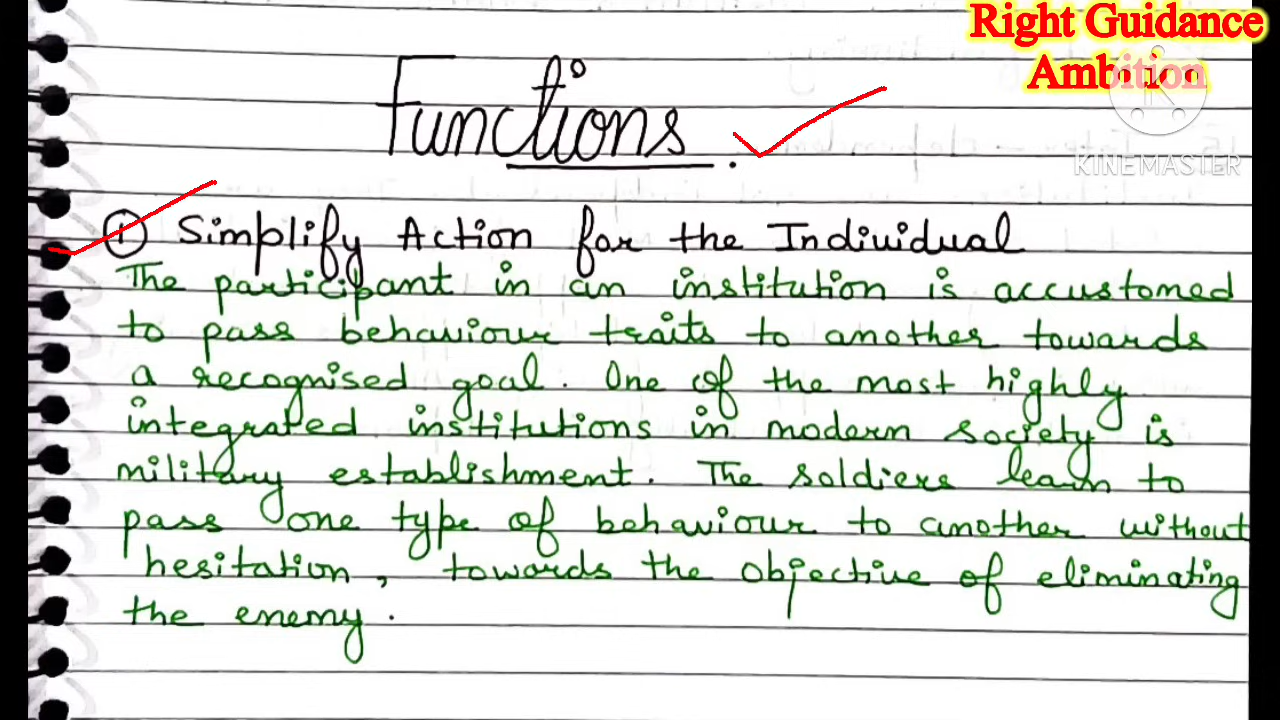 Right Guidance
Ambition
Functions.
KINEMASTER
① Simplify Action for the Individual
The participant in an institution is accustomed
to pass behaviour traits to another towards
a recognised goal. One of the most highly
integrated institutions in modern society is
military establishment. The soldiers learn to
pass one type of behaviour to another without
hesitation, towards the objective of eliminating
the enemy.